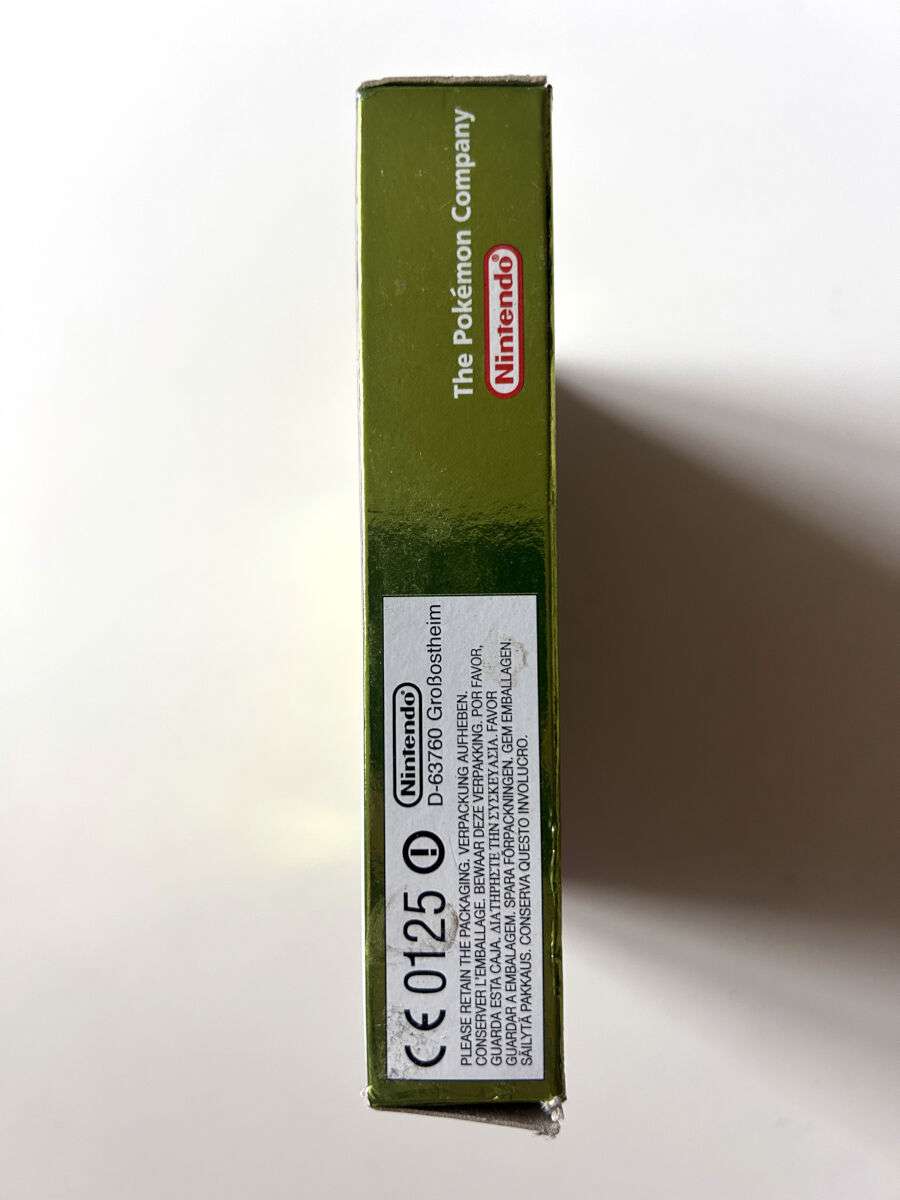 The Pokémon Company
Nintendo®
CE 0125
Nintendo®
D-63760 Großostheim
PLEASE RETAIN THE PACKAGING. VERPACKUNG AUFHEBEN.
CONSERVER L'EMBALLAGE. BEWAAR DEZE VERPAKKING. POR FAVOR,
GUARDA ESTA CAJA. ΔΙΑΤΗΡΗΣΤΕ ΤΗΝ ΣΥΣΚΕΥΑΣΙΑ. FAVOR
GUARDAR A EMBALAGEM. SPARA FÖRPACKNINGEN. GEM EMBALLAGEN.
SÄILYTÄ PAKKAUS. CONSERVA QUESTO INVOLUCRO.